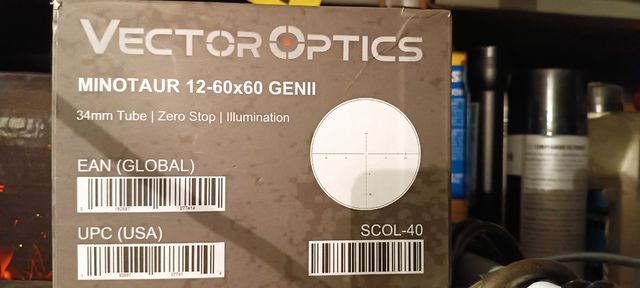 VECTOR OPTICS
MINOTAUR 12-60x60 GENII
34mm Tube | Zero Stop | Illumination
EAN (GLOBAL)
UPC (USA)
SCOL-40